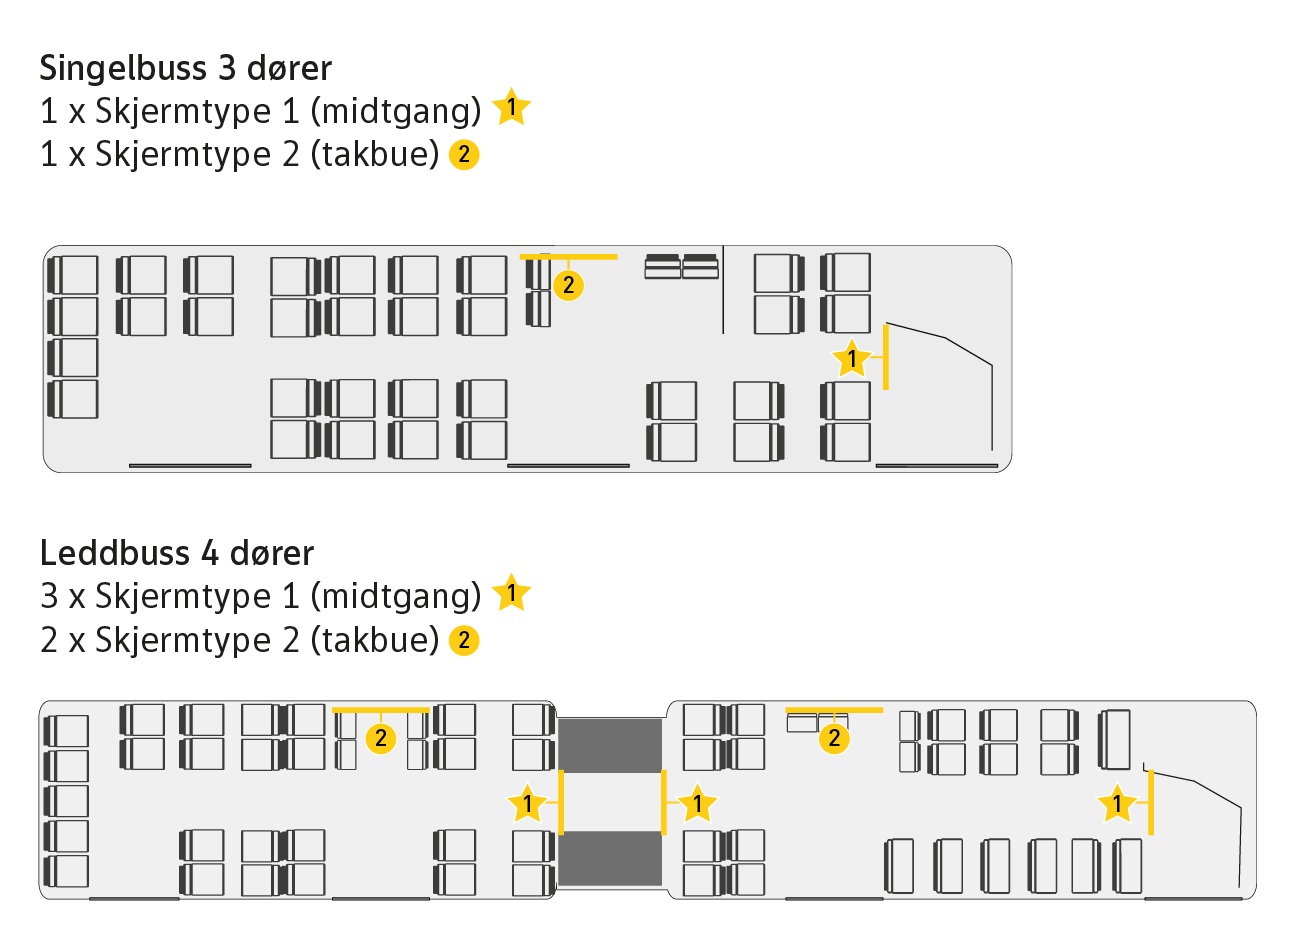 Singelbuss 3 dører
1 x Skjermtype 1 (midtgang) 1
1 x Skjermtype 2 (takbue) 2
2
1
Leddbuss 4 dører
3 x Skjermtype 1 (midtgang) 1
2 x Skjermtype 2 (takbue) 2
2
2
1
1
1